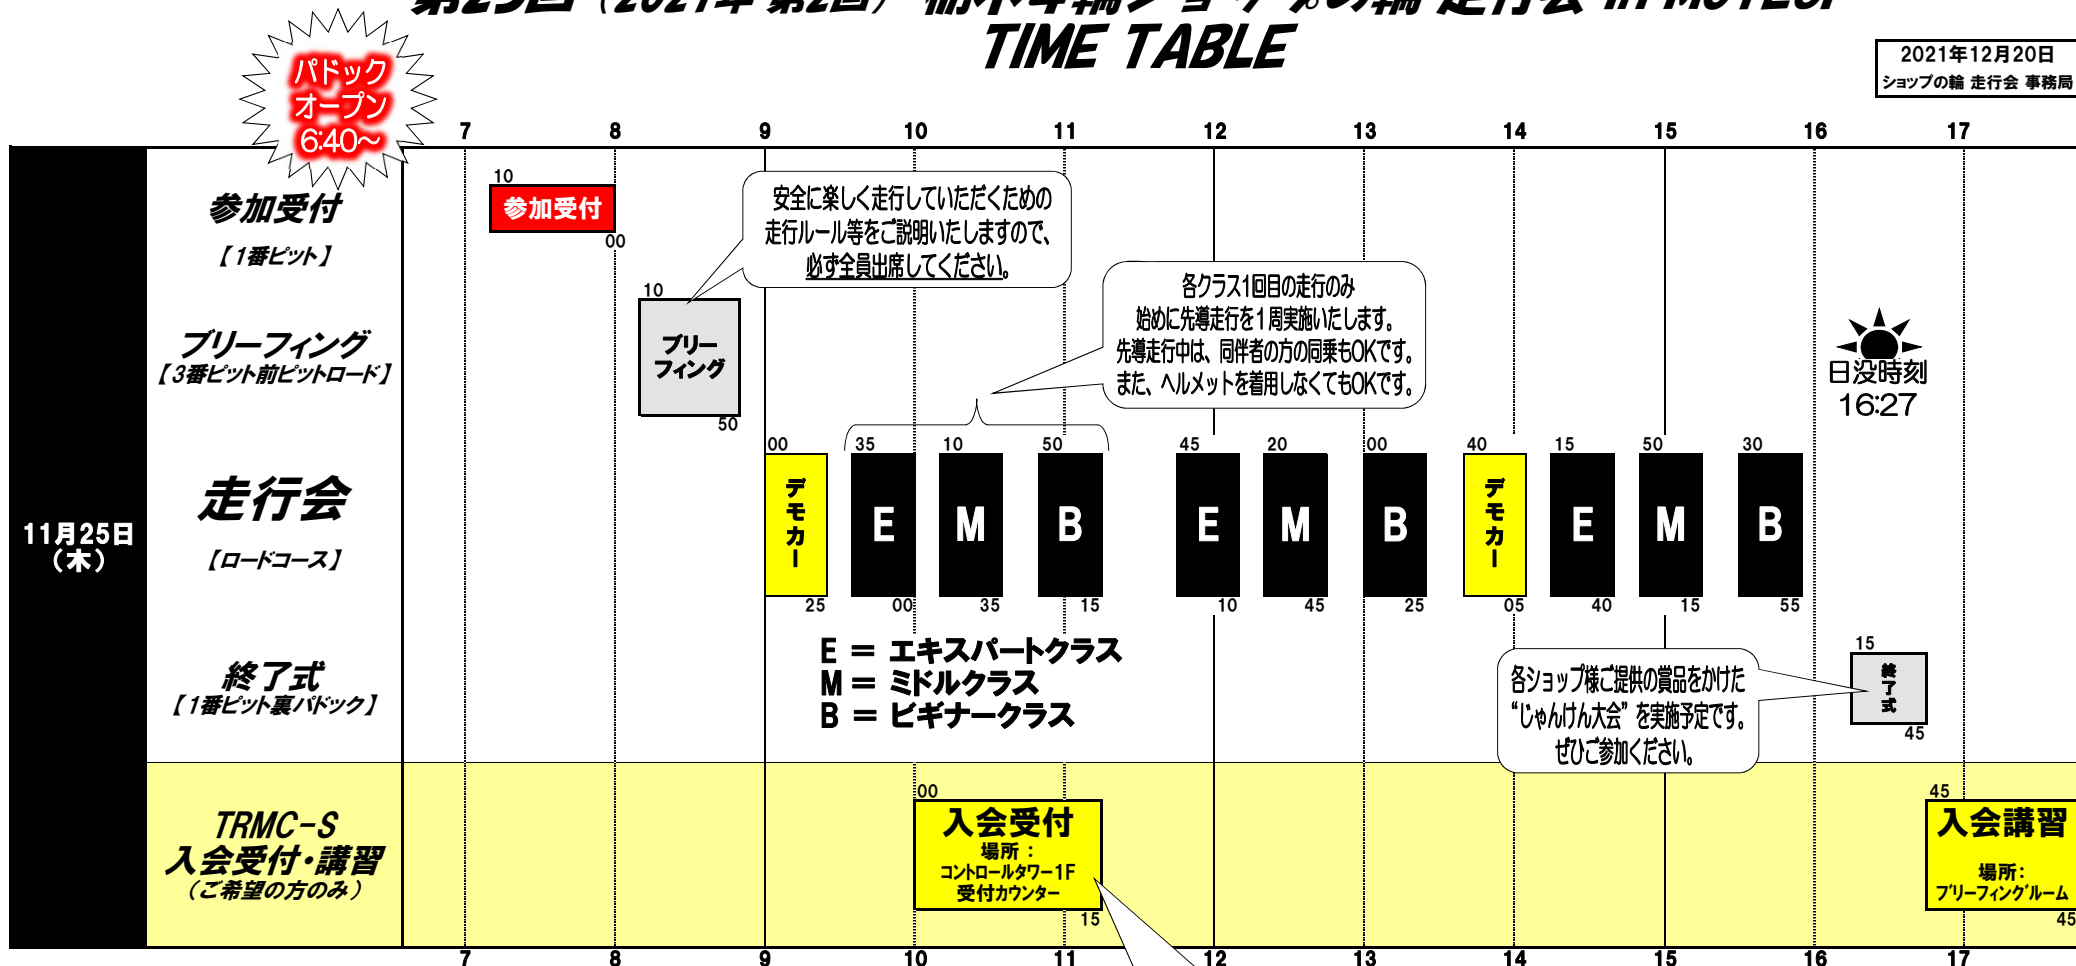 TIME TABLE
2021年12月20日
ショップの輪 走行会 事務局
パドック
オープン
6:40~
7 8 9 10 11 12 13 14 15 16 17
11月25日
(木)
参加受付
【1番ピット】
10
参加受付
00
安全に楽しく走行していただくための
走行ルール等をご説明いたしますので、
必ず全員出席してください。
ブリーフィング
【3番ピット前ピットロード】
10
ブリー
フィング
50
各クラス1回目の走行のみ
始めに先導走行を1周実施いたします。
先導走行中は、同伴者の方の同乗もOKです。
また、ヘルメットを着用しなくてもOKです。
日没時刻
16:27
走行会
【ロードコース】
00 35 10 50 45 20 00 40 15 50 30
デモカー E M B E M B デモカー E M B
25 00 35 15 10 45 25 05 40 15 55
E = エキスパートクラス
M = ミドルクラス
B = ビギナークラス
終了式
【1番ピット裏パドック】
各ショップ様ご提供の賞品をかけた
“じゃんけん大会” を実施予定です。
ぜひご参加ください。
15
終了式
45
TRMC-S
入会受付・講習
(ご希望の方のみ)
00
入会受付
場所:
コントロールタワー1F
受付カウンター
15
45
入会講習
場所:
ブリーフィングルーム
45
7 8 9 10 11 12 13 14 15 16 17